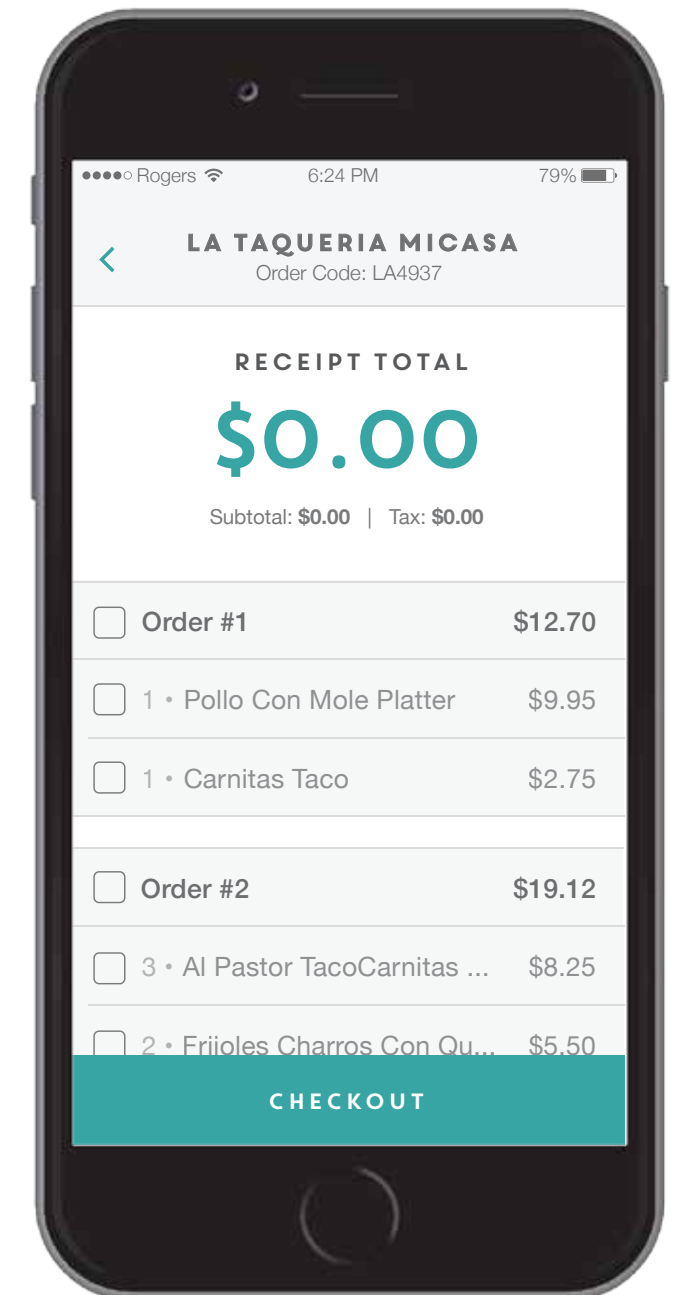 ●●●●○ Rogers 6:24 PM 79%
LA TAQUERIA MICASA
Order Code: LA4937
RECEIPT TOTAL
$0.00
Subtotal: $0.00 | Tax: $0.00
Order #1 $12.70
1 • Pollo Con Mole Platter $9.95
1 • Carnitas Taco $2.75
Order #2 $19.12
3 • Al Pastor TacoCarnitas ... $8.25
2 • Frijoles Charros Con Qu... $5.50
CHECKOUT